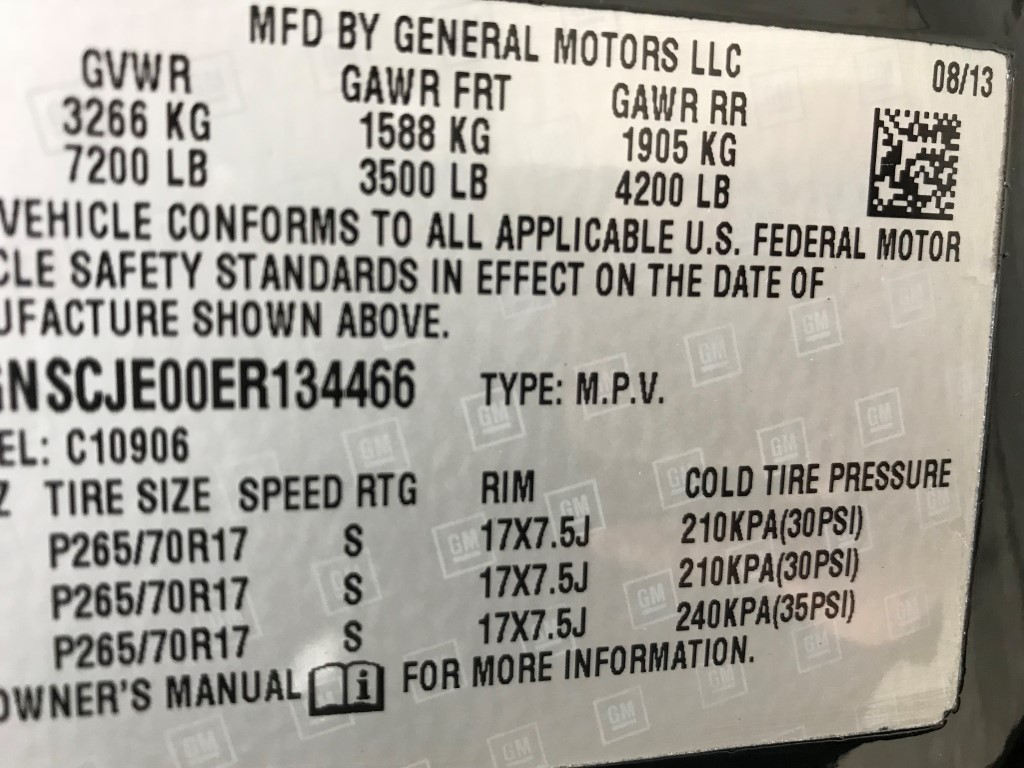 MFD BY GENERAL MOTORS LLC 08/13
GVWR GAWR FRT GAWR RR
3266 KG 1588 KG 1905 KG
7200 LB 3500 LB 4200 LB
VEHICLE CONFORMS TO ALL APPLICABLE U.S. FEDERAL MOTOR
CLE SAFETY STANDARDS IN EFFECT ON THE DATE OF
UFACTURE SHOWN ABOVE.
NSCJE00ER134466 TYPE: M.P.V.
EL: C10906
TIRE SIZE SPEED RTG RIM COLD TIRE PRESSURE
P265/70R17 S 17X7.5J 210KPA(30PSI)
P265/70R17 S 17X7.5J 210KPA(30PSI)
P265/70R17 S 17X7.5J 240KPA(35PSI)
OWNER'S MANUAL i FOR MORE INFORMATION.